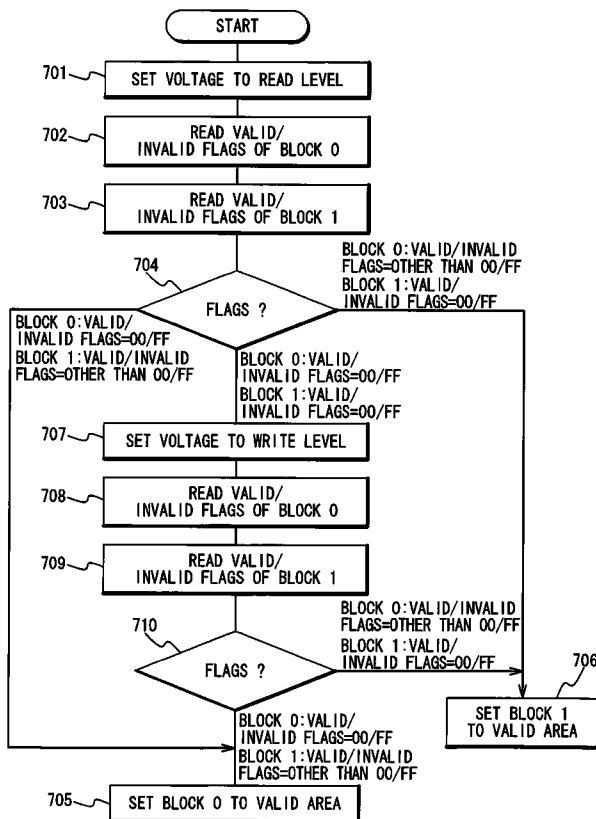 START
701
SET VOLTAGE TO READ LEVEL
702
READ VALID/
INVALID FLAGS OF BLOCK 0
703
READ VALID/
INVALID FLAGS OF BLOCK 1
704
FLAGS ?
BLOCK 0:VALID/INVALID
FLAGS=OTHER THAN 00/FF
BLOCK 1:VALID/
INVALID FLAGS=00/FF
BLOCK 0:VALID/
INVALID FLAGS=00/FF
BLOCK 1:VALID/INVALID
FLAGS=OTHER THAN 00/FF
BLOCK 0:VALID/
INVALID FLAGS=00/FF
BLOCK 1:VALID/
INVALID FLAGS=00/FF
707
SET VOLTAGE TO WRITE LEVEL
708
READ VALID/
INVALID FLAGS OF BLOCK 0
709
READ VALID/
INVALID FLAGS OF BLOCK 1
710
FLAGS ?
BLOCK 0:VALID/INVALID
FLAGS=OTHER THAN 00/FF
BLOCK 1:VALID/
INVALID FLAGS=00/FF
706
SET BLOCK 1
TO VALID AREA
BLOCK 0:VALID/
INVALID FLAGS=00/FF
BLOCK 1:VALID/INVALID
FLAGS=OTHER THAN 00/FF
705
SET BLOCK 0 TO VALID AREA